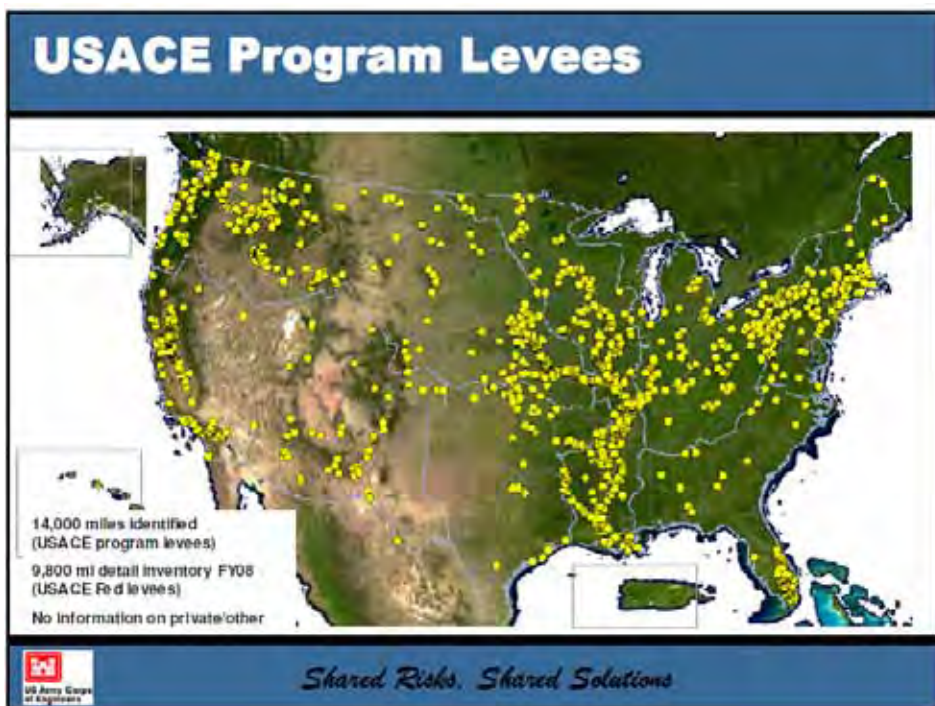 USACE Program Levees
14,000 miles identified
(USACE program levees)
9,800 mi detail inventory FY08
(USACE Fed levees)
No information on private/other
US Army Corps
of Engineers
Shared Risks, Shared Solutions